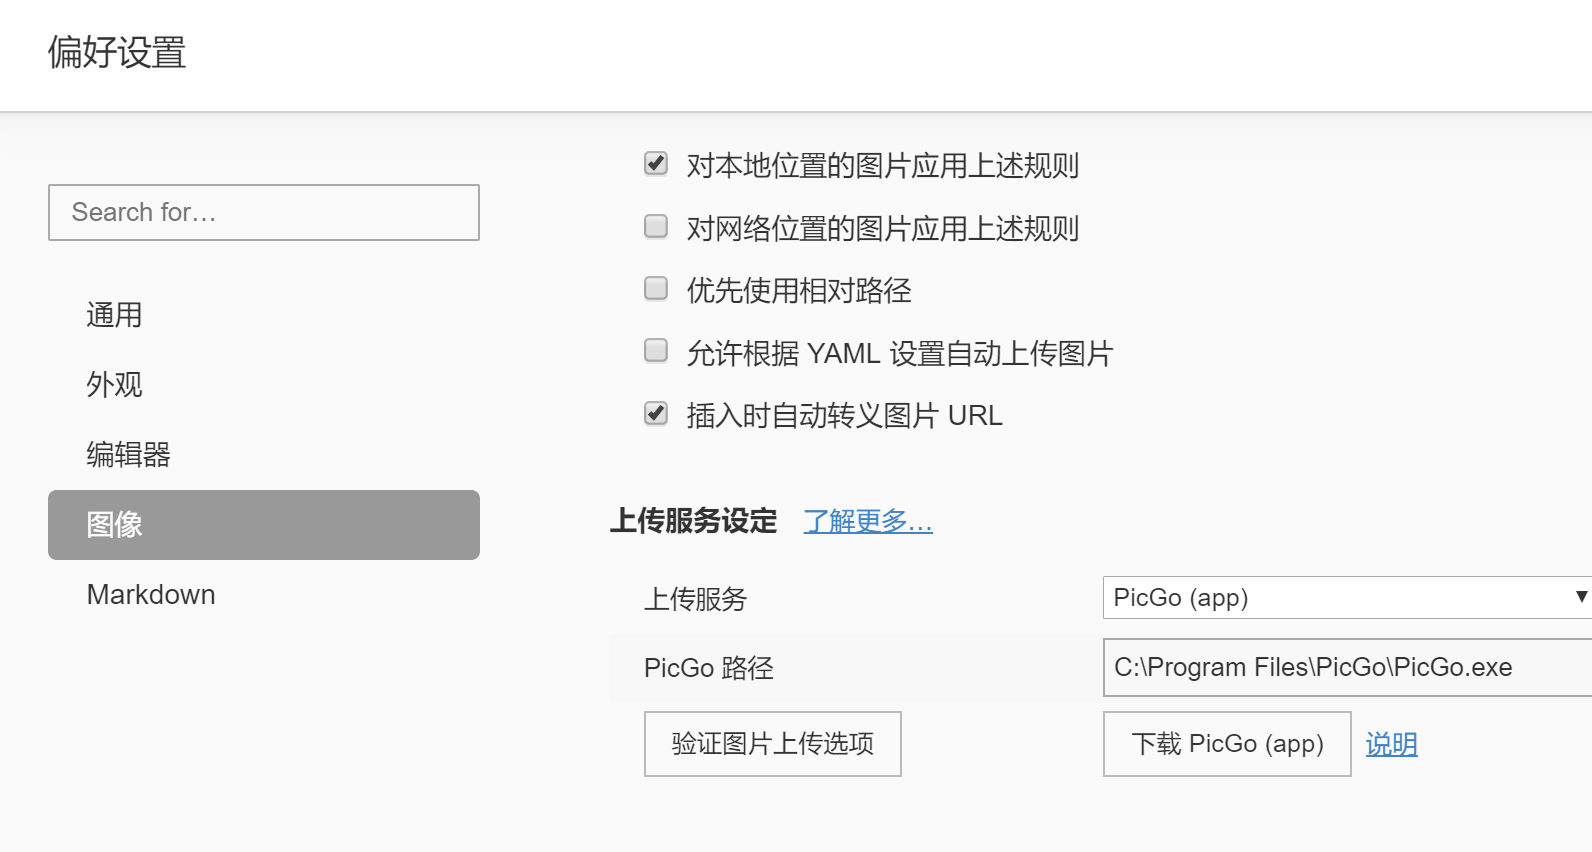 偏好设置
Search for…
通用
外观
编辑器
图像
Markdown
对本地位置的图片应用上述规则
对网络位置的图片应用上述规则
优先使用相对路径
允许根据 YAML 设置自动上传图片
插入时自动转义图片 URL
上传服务设定 了解更多…
上传服务 PicGo (app)
PicGo 路径 C:\Program Files\PicGo\PicGo.exe
验证图片上传选项 下载 PicGo (app) 说明